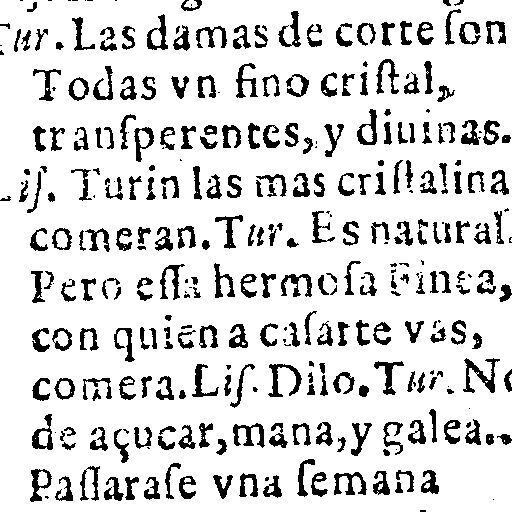 Tur. Las damas de corte ſon
Todas vn fino criſtal,
tranſperentes, y diuinas.
Liſ. Turin las mas criſtalina
comeran. Tur. Es natural.
Pero eſſa hermoſa Finea,
con quien a caſarte vas,
comera. Liſ. Dilo. Tur. No
de açucar, mana, y galea..
Paſſaraſe vna ſemana